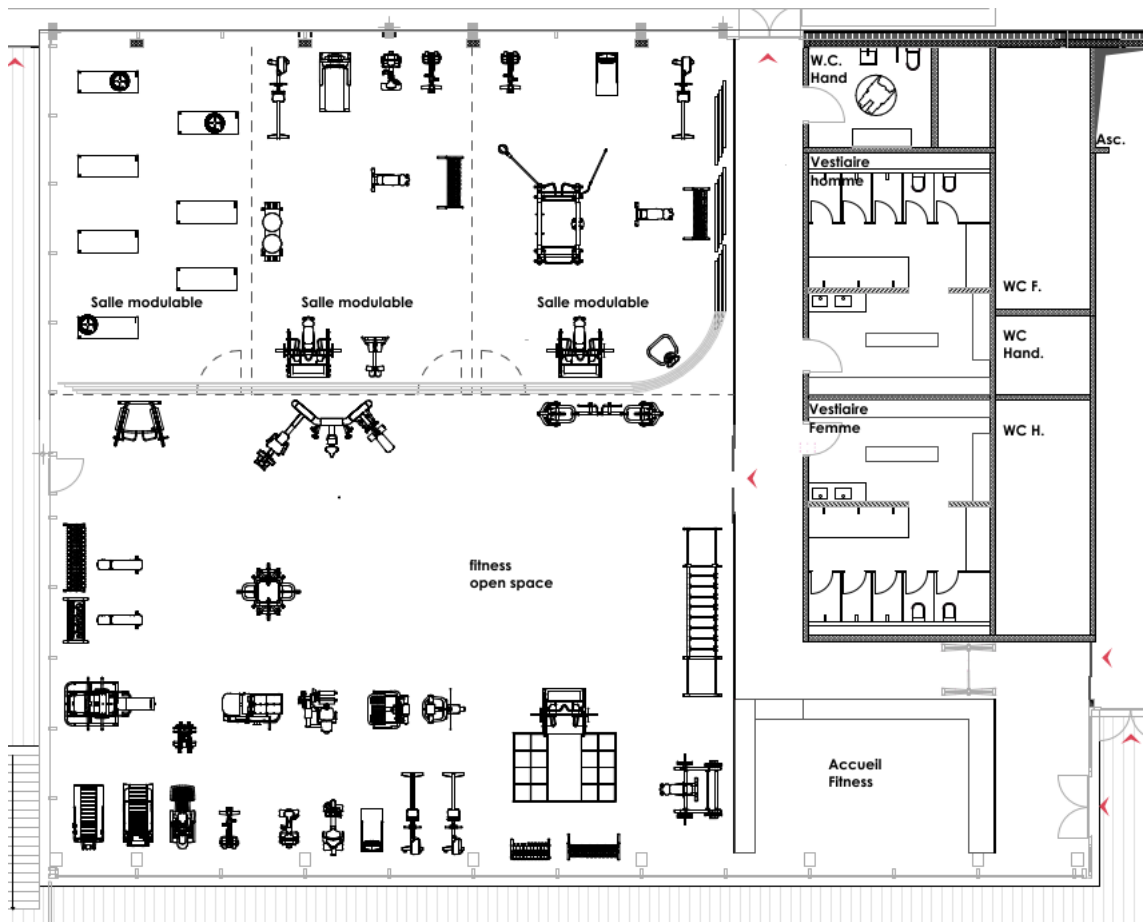 W.C.
Hand
Asc.
Vestiaire
homme
Salle modulable
Salle modulable
Salle modulable
WC F.
WC
Hand.
Vestiaire
Femme
WC H.
fitness
open space
Accueil
Fitness